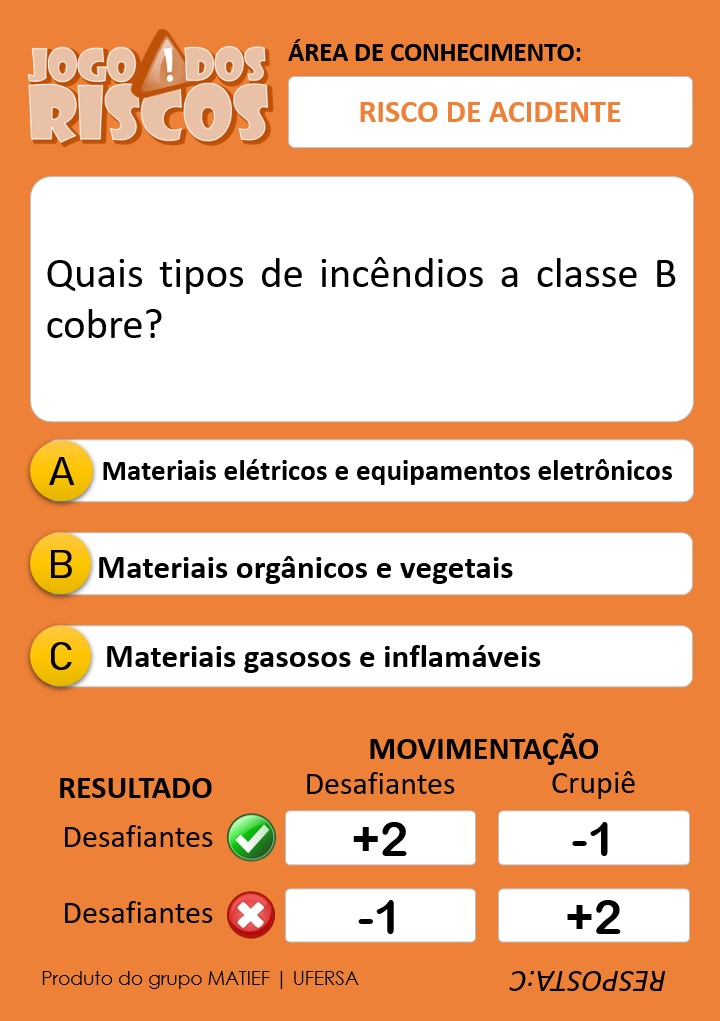 JOGO DOS
RISCOS
ÁREA DE CONHECIMENTO:
RISCO DE ACIDENTE
Quais tipos de incêndios a classe B
cobre?
A Materiais elétricos e equipamentos eletrônicos
B Materiais orgânicos e vegetais
C Materiais gasosos e inflamáveis
MOVIMENTAÇÃO
RESULTADO Desafiantes Crupiê
Desafiantes +2 -1
Desafiantes -1 +2
Produto do grupo MATIEF | UFERSA
RESPOSTA:C